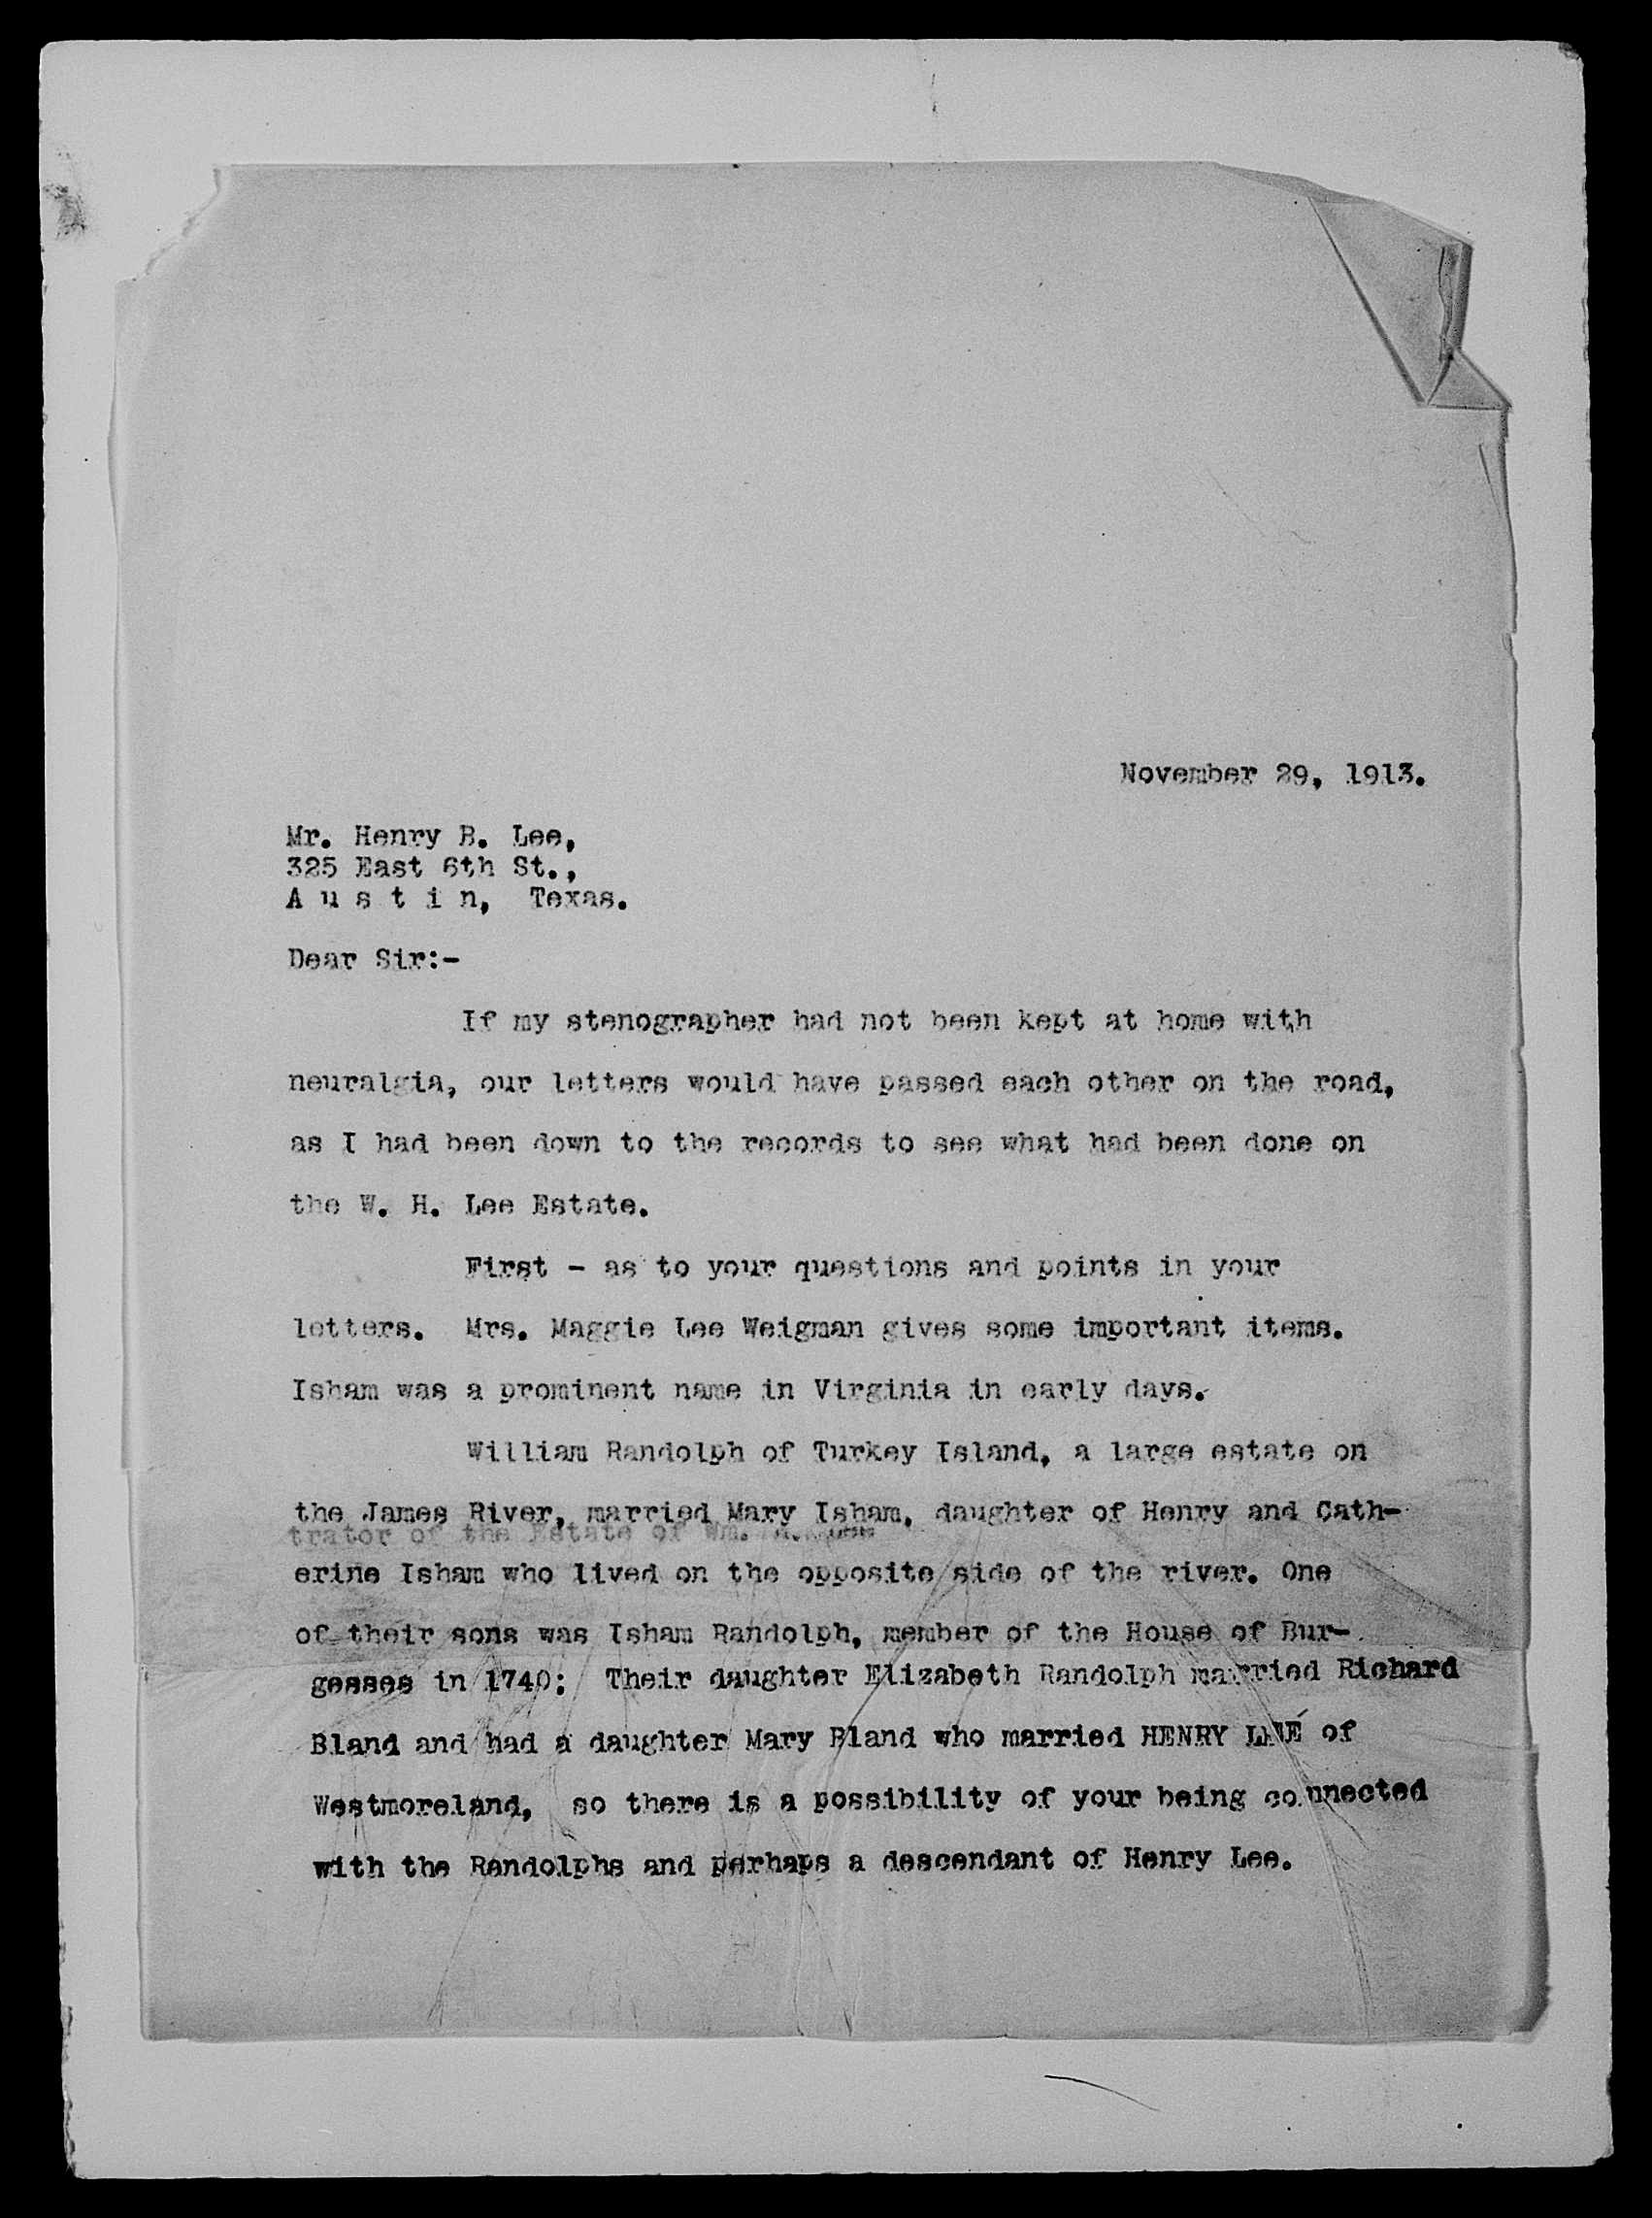 November 29, 1913.
Mr. Henry B. Lee,
325 East 6th St.,
A u s t i n, Texas.
Dear Sir:-
If my stenographer had not been kept at home with
neuralgia, our letters would have passed each other on the road,
as I had been down to the records to see what had been done on
the W. H. Lee Estate.
First - as to your questions and points in your
letters. Mrs. Maggie Lee Weigman gives some important items.
Isham was a prominent name in Virginia in early days.
William Randolph of Turkey Island, a large estate on
the James River, married Mary Isham, daughter of Henry and Cath-
trator of the Estate of Wm.
erine Isham who lived on the opposite side of the river. One
of their sons was Isham Randolph, member of the House of Bur-
gesses in 1740: Their daughter Elizabeth Randolph married Richard
Bland and had a daughter Mary Bland who married HENRY LEE of
Westmoreland, so there is a possibility of your being connected
with the Randolphs and perhaps a descendant of Henry Lee.